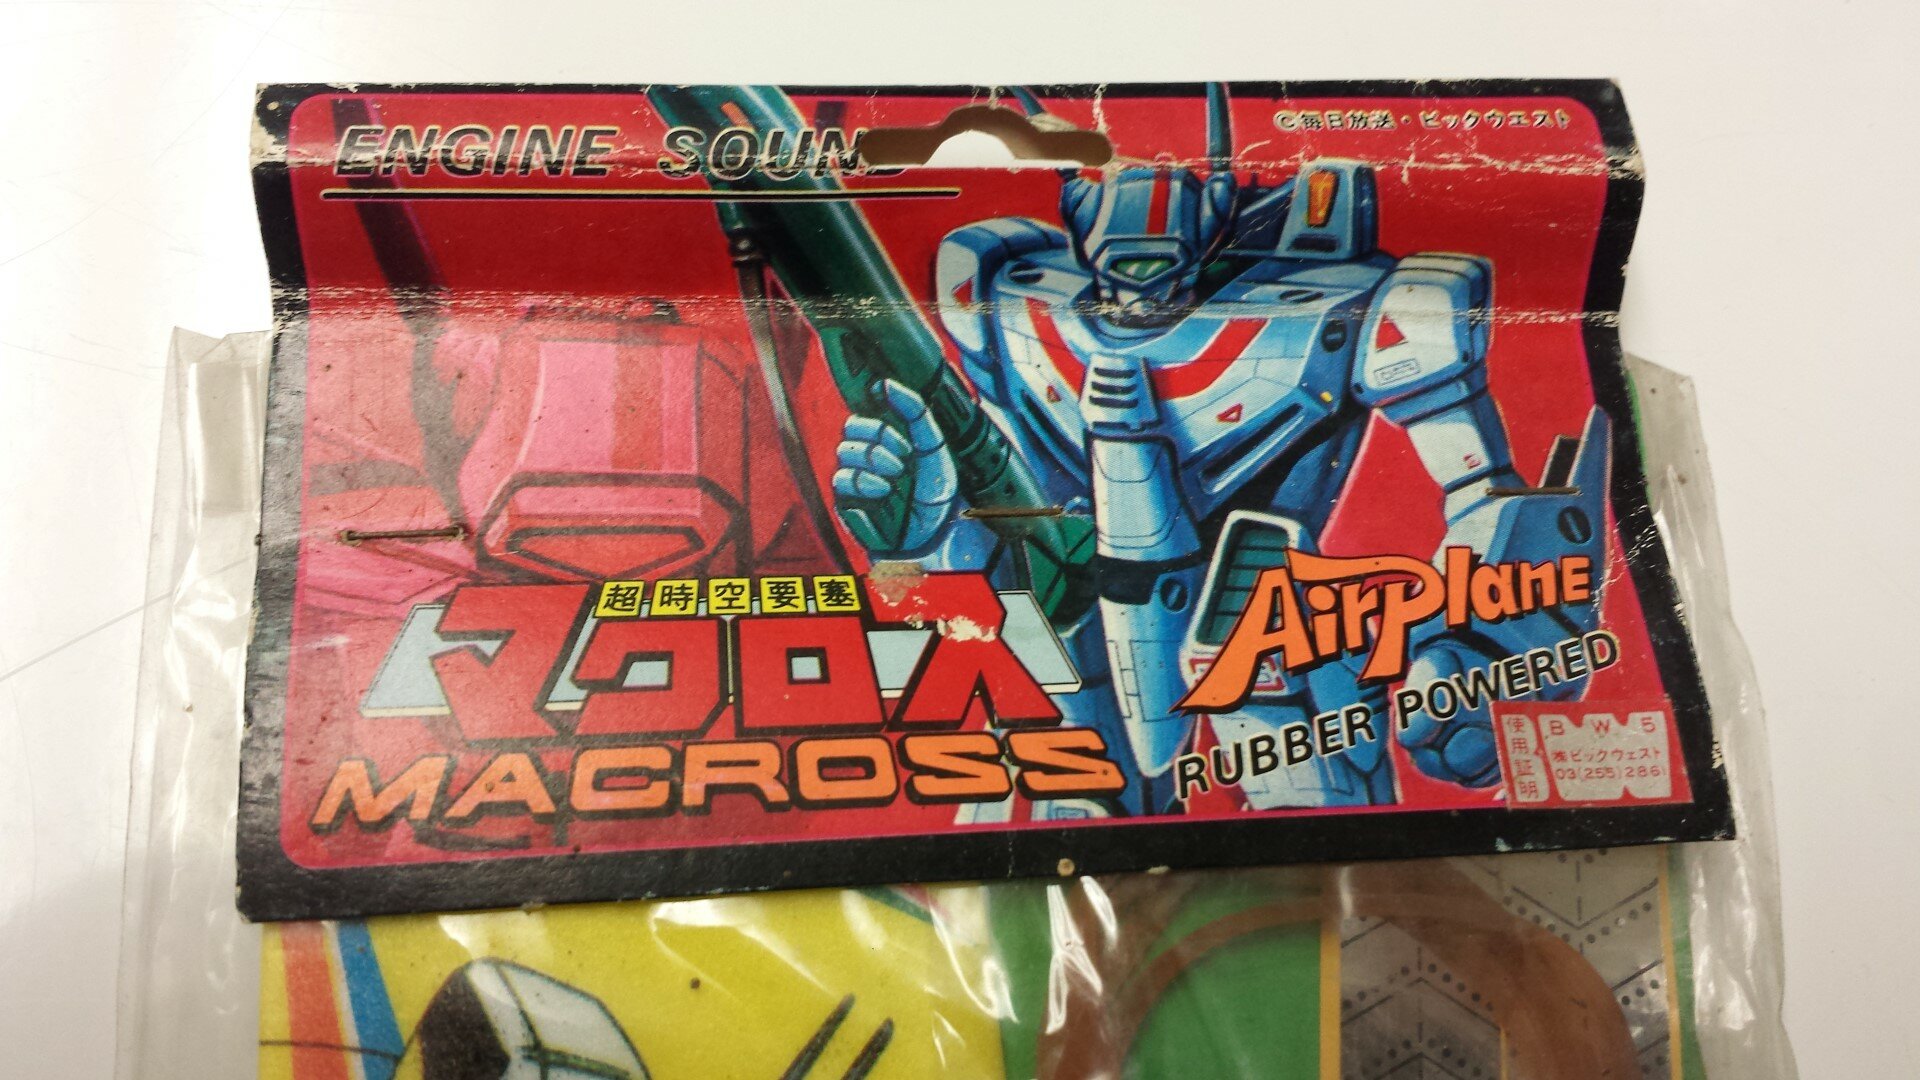 ENGINE SOUND
©毎日放送・ビックウエスト
超時空要塞
マクロス
MACROSS
AirPlanE
RUBBER POWERED
使用証明
BW5
㈱ビックウェスト
03(255)2861